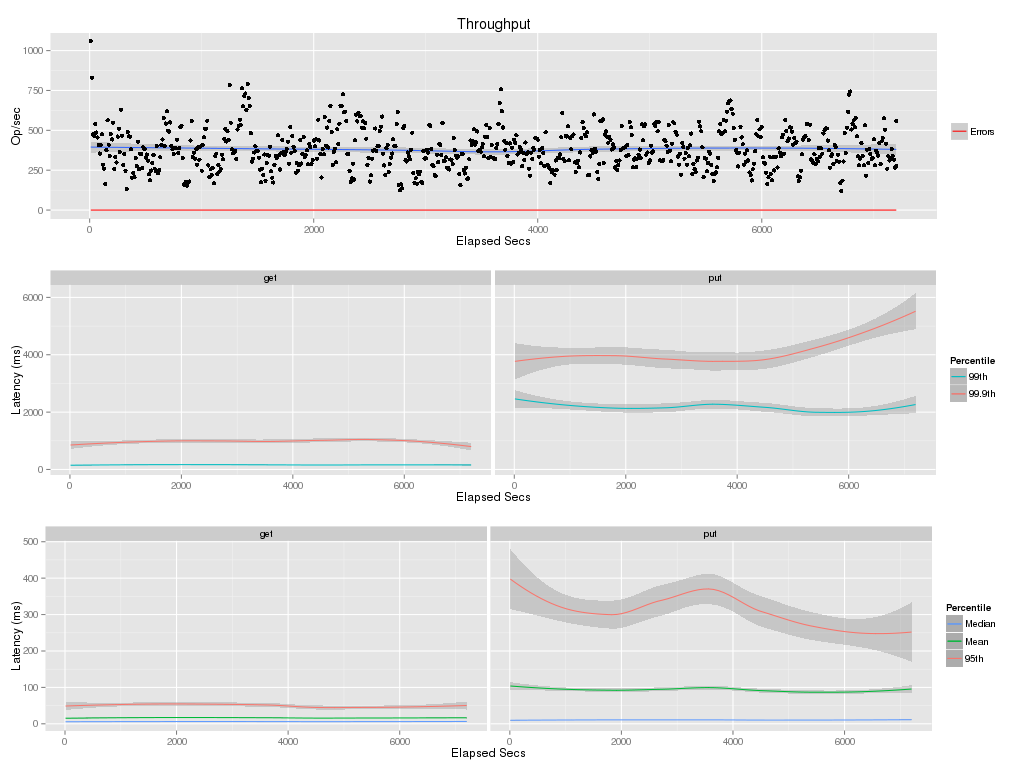 Throughput
1000
750
500
250
0
Op/sec
0 2000 4000 6000
Elapsed Secs
Errors
get put
6000
4000
2000
0
Latency (ms)
0 2000 4000 6000 0 2000 4000 6000
Elapsed Secs
Percentile
99th
99.9th
get put
500
400
300
200
100
0
Latency (ms)
0 2000 4000 6000 0 2000 4000 6000
Elapsed Secs
Percentile
Median
Mean
95th